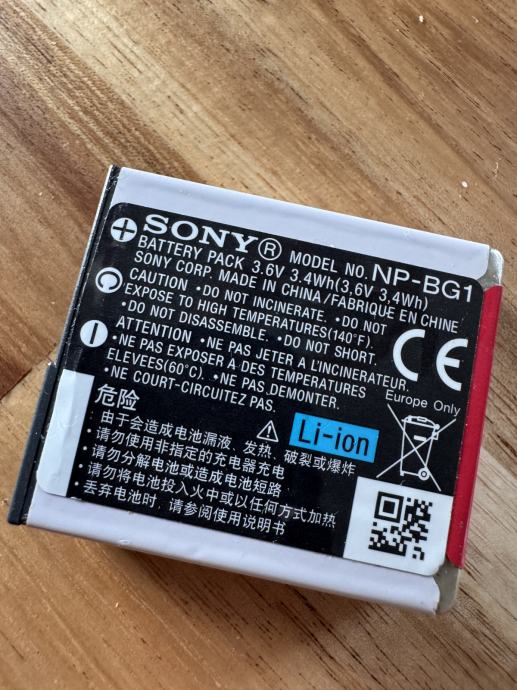 SONY® MODEL NO. NP-BG1
BATTERY PACK 3.6V 3.4Wh(3,6V 3,4Wh)
SONY CORP. MADE IN CHINA/FABRIQUÉ EN CHINE
CAUTION •DO NOT INCINERATE. •DO NOT
EXPOSE TO HIGH TEMPERATURES(140°F).
•DO NOT DISASSEMBLE. •DO NOT SHORT.
ATTENTION •NE PAS JETER A L'INCINERATEUR.
•NE PAS EXPOSER À DES TEMPERATURES
ELEVEES(60°C) •NE PAS DEMONTER.
•NE COURT-CIRCUITEZ PAS.
CE
Europe Only
危险
Li-ion
由于会造成电池漏液、发热、破裂或爆炸
•请勿使用非指定的充电器充电
•请勿分解电池或造成电池短路
•请勿将电池投入火中或以任何方式加热
•丢弃电池时,请参阅使用说明书